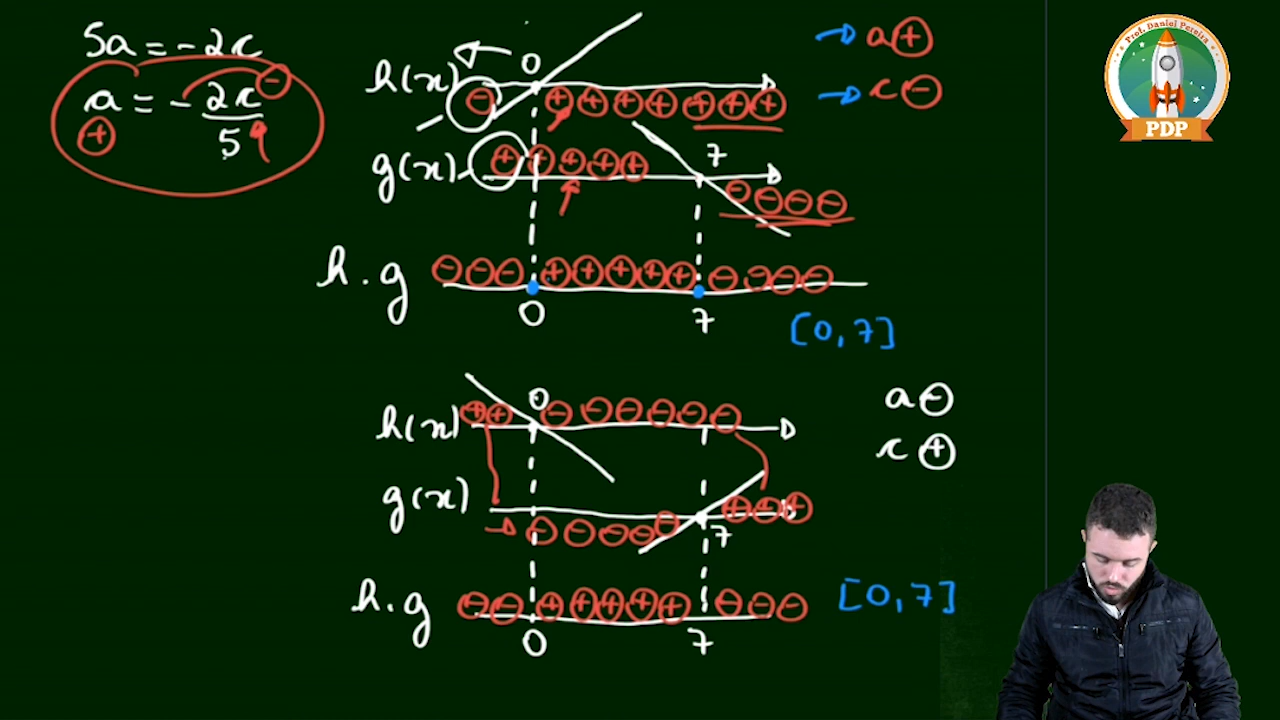 5a = -2c
a = - 2c⊖ / 5
⊕
h(x) 0
⊖ ⊕ ⊕ ⊕ ⊕ ⊕ ⊕ ⊕
g(x) ⊕ ⊕ ⊕ ⊕ ⊕ 7
⊖ ⊖ ⊖ ⊖
h.g ⊖ ⊖ ⊖ ⊕ ⊕ ⊕ ⊕ ⊕ ⊖ ⊖ ⊖ ⊖
0 7
[0,7]
→ a ⊕
→ c ⊖
h(x) ⊕ ⊕ 0 ⊖ ⊖ ⊖ ⊖ ⊖ ⊖
g(x) ⊕ ⊕ ⊕
⊖ ⊖ ⊖ ⊖ ⊖ 7
h.g ⊖ ⊖ ⊕ ⊕ ⊕ ⊕ ⊕ ⊖ ⊖ ⊖ [0,7]
0 7
a ⊖
c ⊕
Prof. Daniel Pereira
PDP